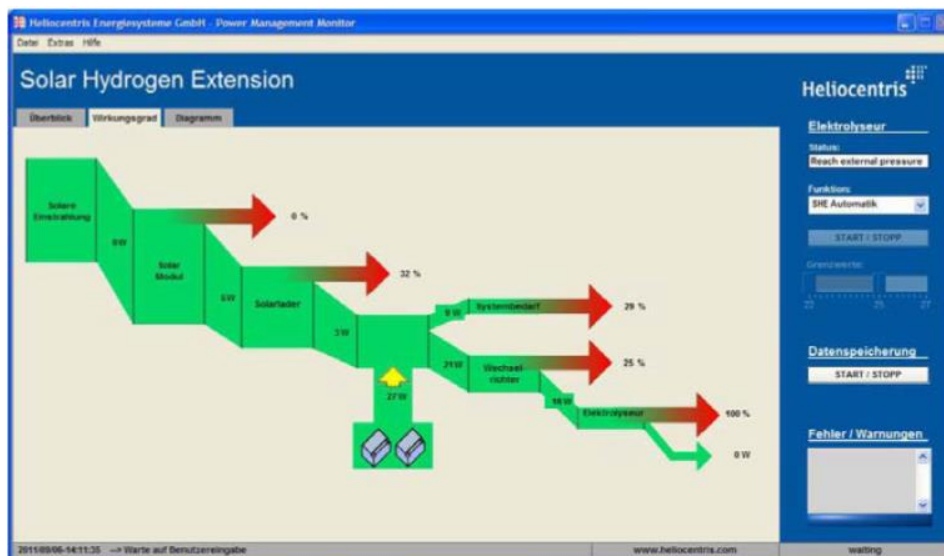 Heliocentris Energiesysteme GmbH - Power Management Monitor
Datei Extras Hilfe
Solar Hydrogen Extension
Heliocentris
Überblick Wirkungsgrad Diagramm
Elektrolyseur
Status:
Reach external pressure
Funktion:
SHE Automatik
START / STOPP
Grenzwerte:
22 25 27
Datenspeicherung
START / STOPP
Fehler / Warnungen
Solare
Einstrahlung
Solar
Modul
0 %
Solarlader
32 %
3 W
27 W
Systembedarf
29 %
Wechsel
richter
25 %
21 W
Elektrolyseur
100 %
0 W
2011/09/06-14:11:35 --> Warte auf Benutzereingabe
www.heliocentris.com
waiting